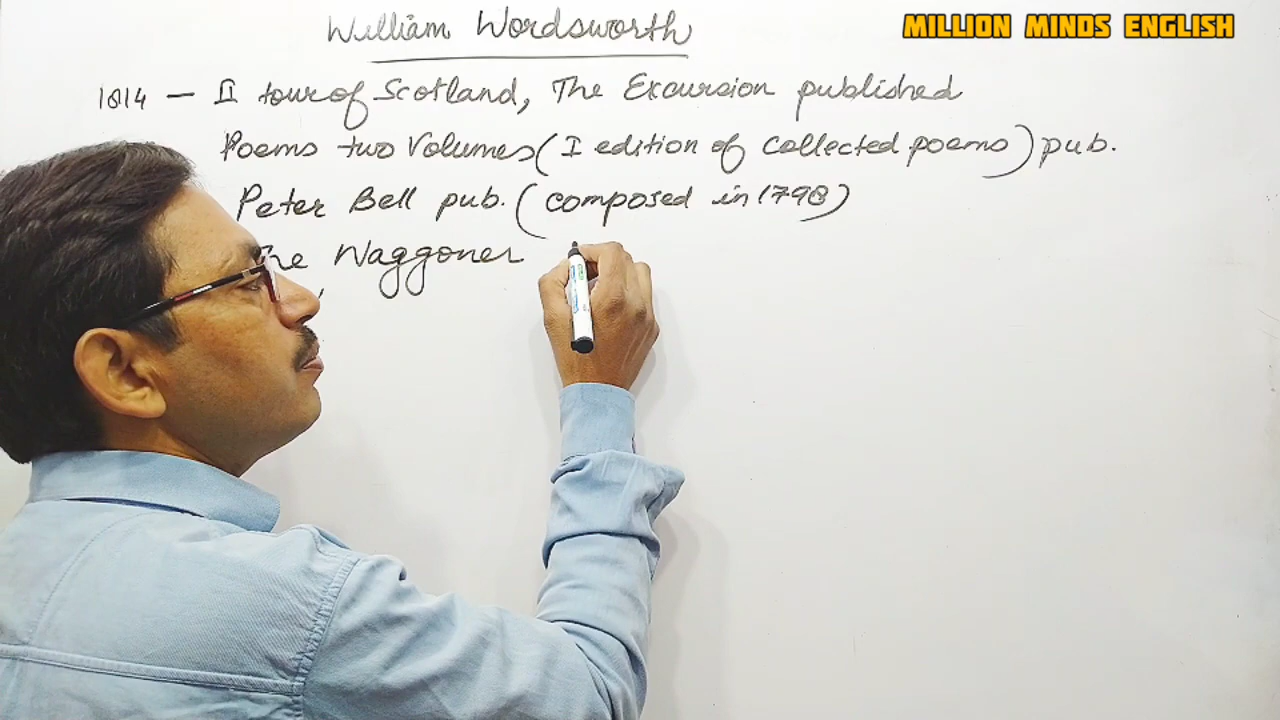 William Wordsworth
MILLION MINDS ENGLISH
1814 — II tour of Scotland, The Excursion published
Poems two Volumes (I edition of collected poems) pub.
Peter Bell pub. (composed in 1798)
The Waggoner